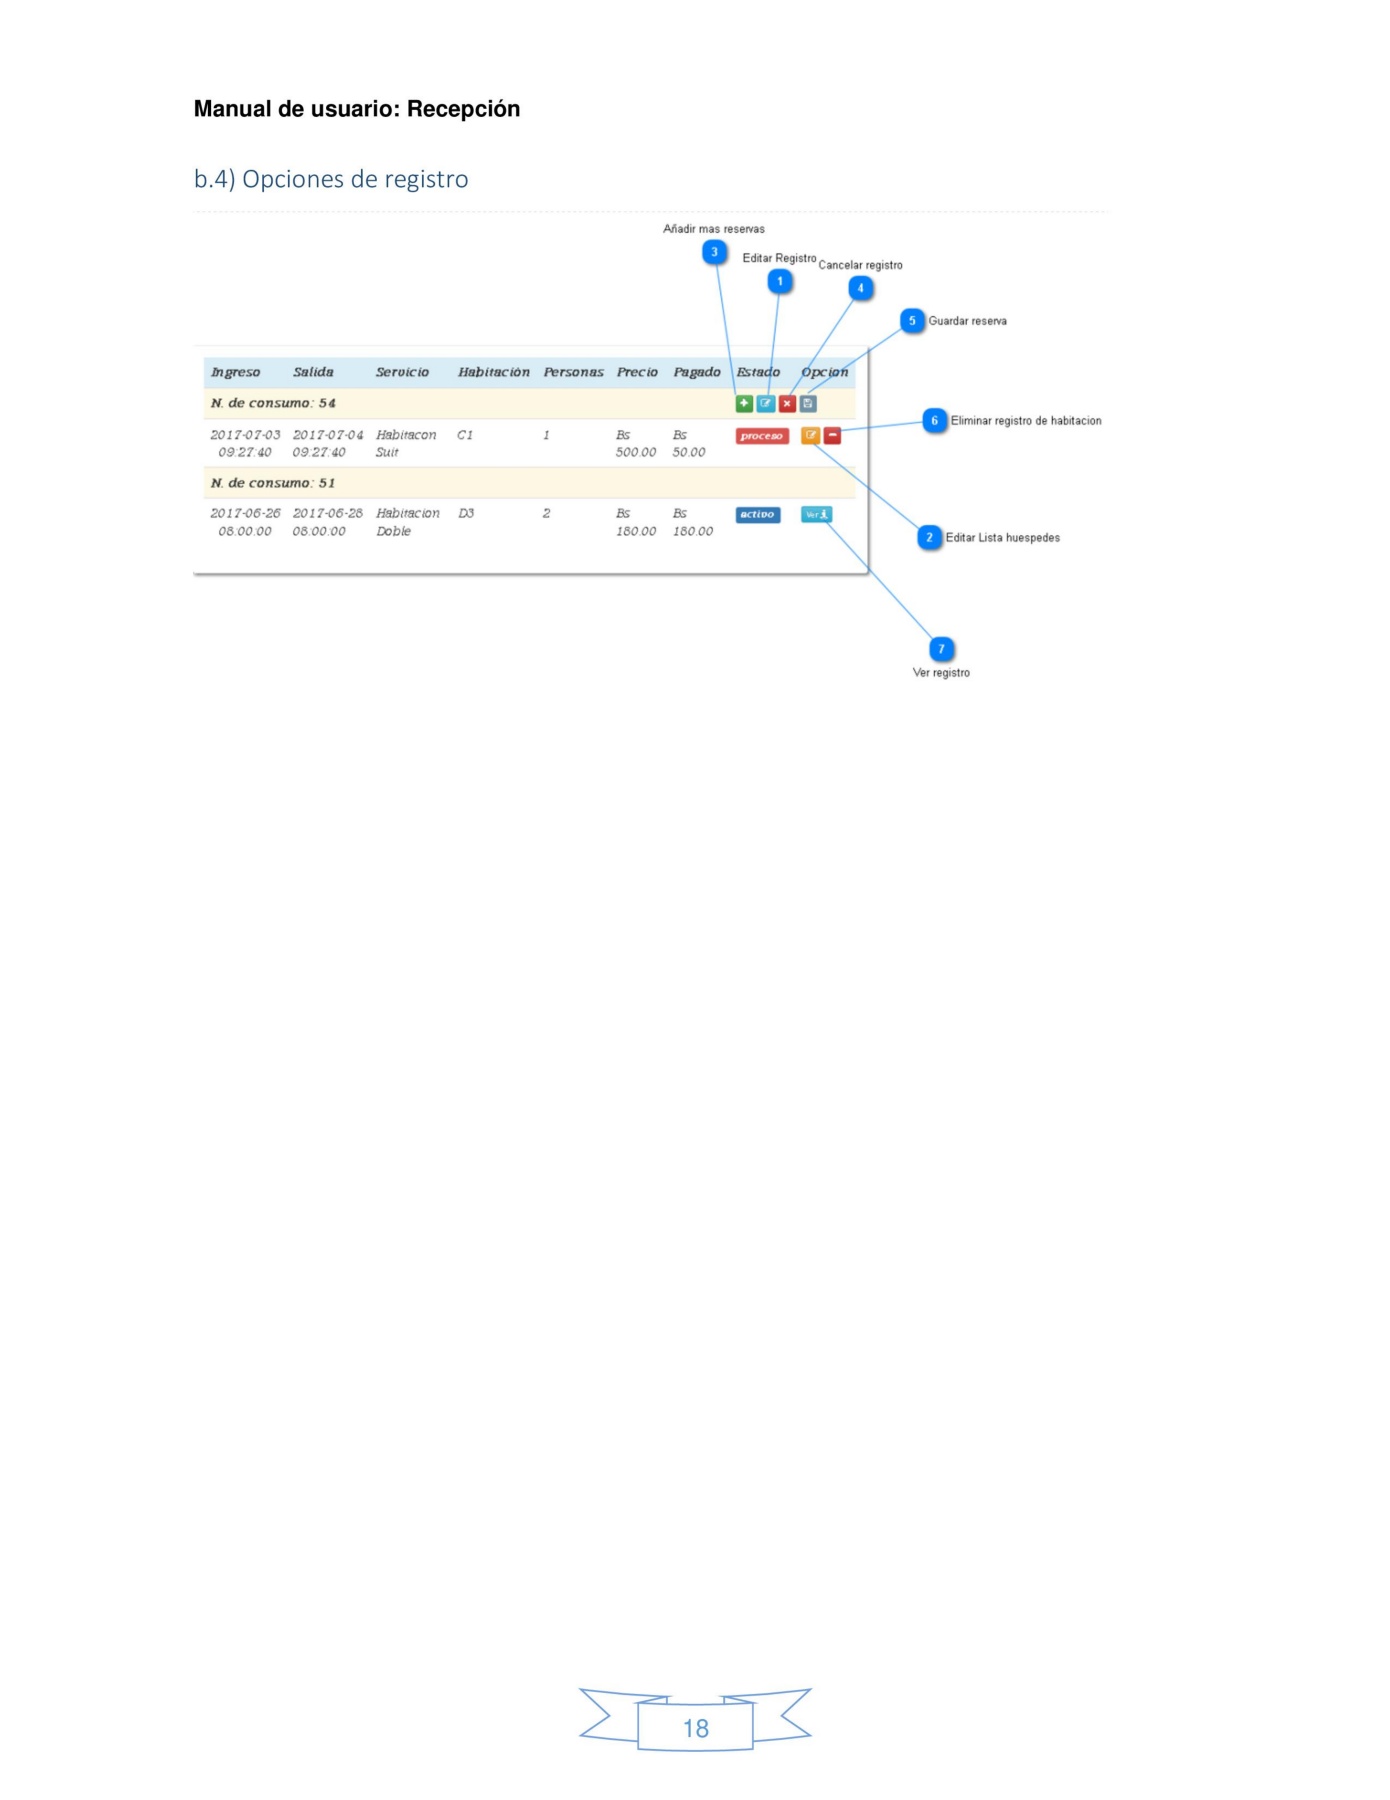 Manual de usuario: Recepción
b.4) Opciones de registro
Añadir mas reservas
3
Editar Registro
1
Cancelar registro
4
5 Guardar reserva
Ingreso Salida Servicio Habitación Personas Precio Pagado Estado Opcion
N. de consumo: 54
6 Eliminar registro de habitacion
2017-07-03 2017-07-04 Habitacon C1 1 Bs Bs proceso
09:27:40 09:27:40 Suit 500.00 50.00
N. de consumo: 51
2017-06-26 2017-06-28 Habitacion D3 2 Bs Bs activo Ver
08:00:00 08:00:00 Doble 180.00 180.00
2 Editar Lista huespedes
7
Ver registro
18